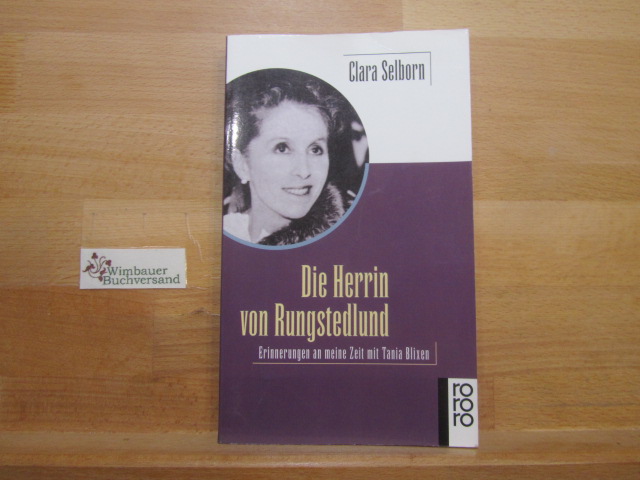 Clara Selborn
Die Herrin
von Rungstedlund
Erinnerungen an meine Zeit mit Tania Blixen
ro
ro
ro
Wimbauer
Buchversand